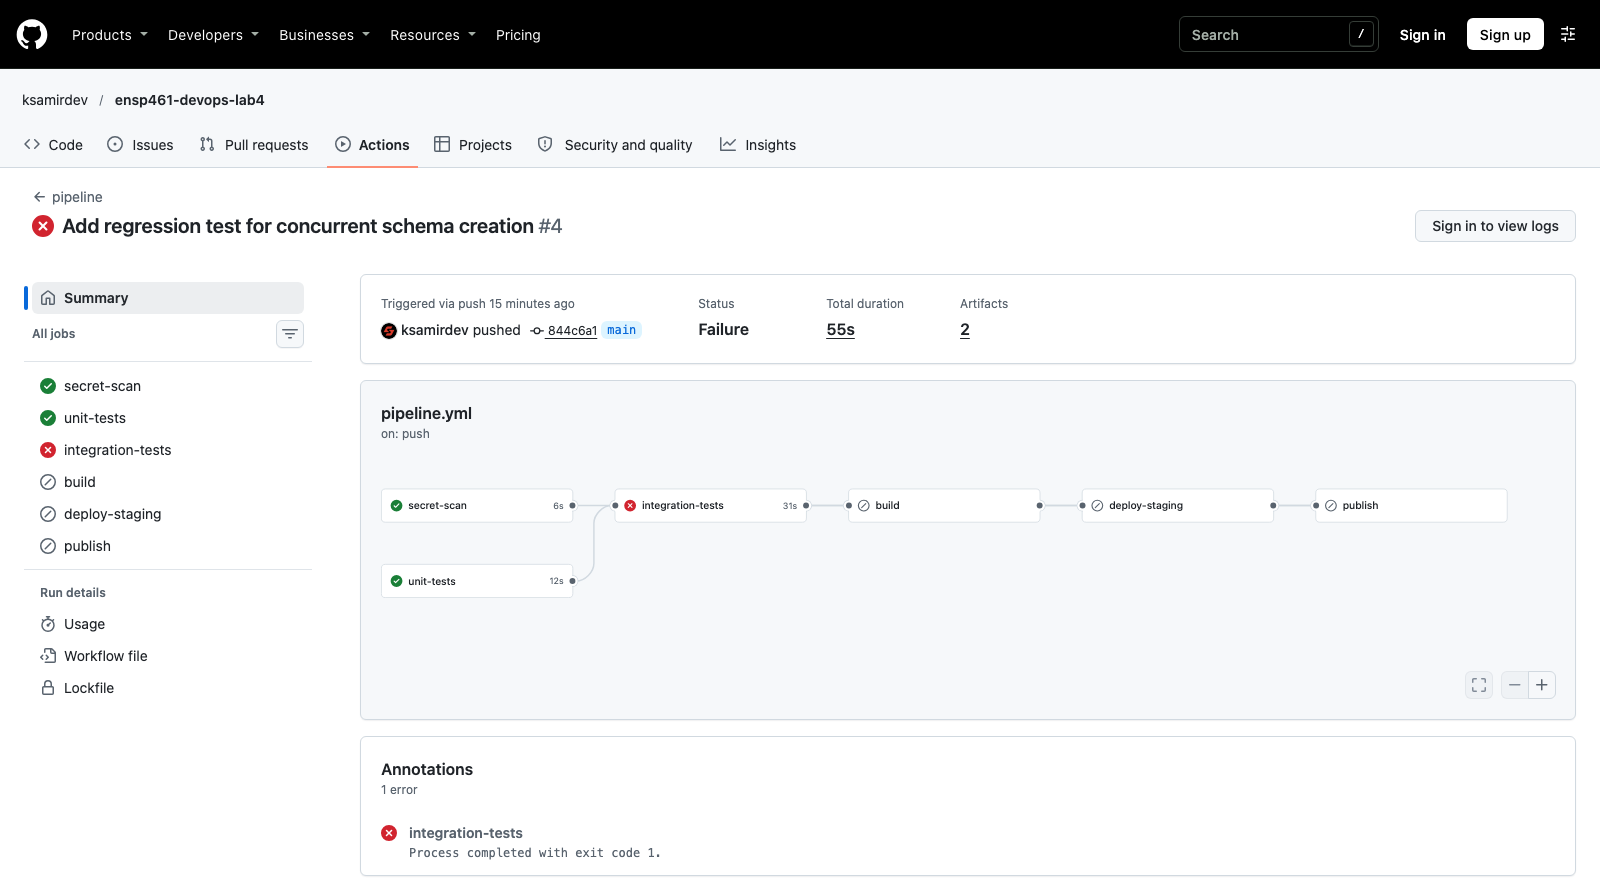 Products Developers Businesses Resources Pricing Search / Sign in Sign up
ksamirdev / ensp461-devops-lab4
Code Issues Pull requests Actions Projects Security and quality Insights
pipeline
Add regression test for concurrent schema creation #4
Sign in to view logs
Summary
All jobs
secret-scan
unit-tests
integration-tests
build
deploy-staging
publish
Run details
Usage
Workflow file
Lockfile
Triggered via push 15 minutes ago
ksamirdev pushed 844c6a1 main
Status
Failure
Total duration
55s
Artifacts
2
pipeline.yml
on: push
secret-scan 6s
integration-tests 31s
build
deploy-staging
publish
unit-tests 12s
Annotations
1 error
integration-tests
Process completed with exit code 1.